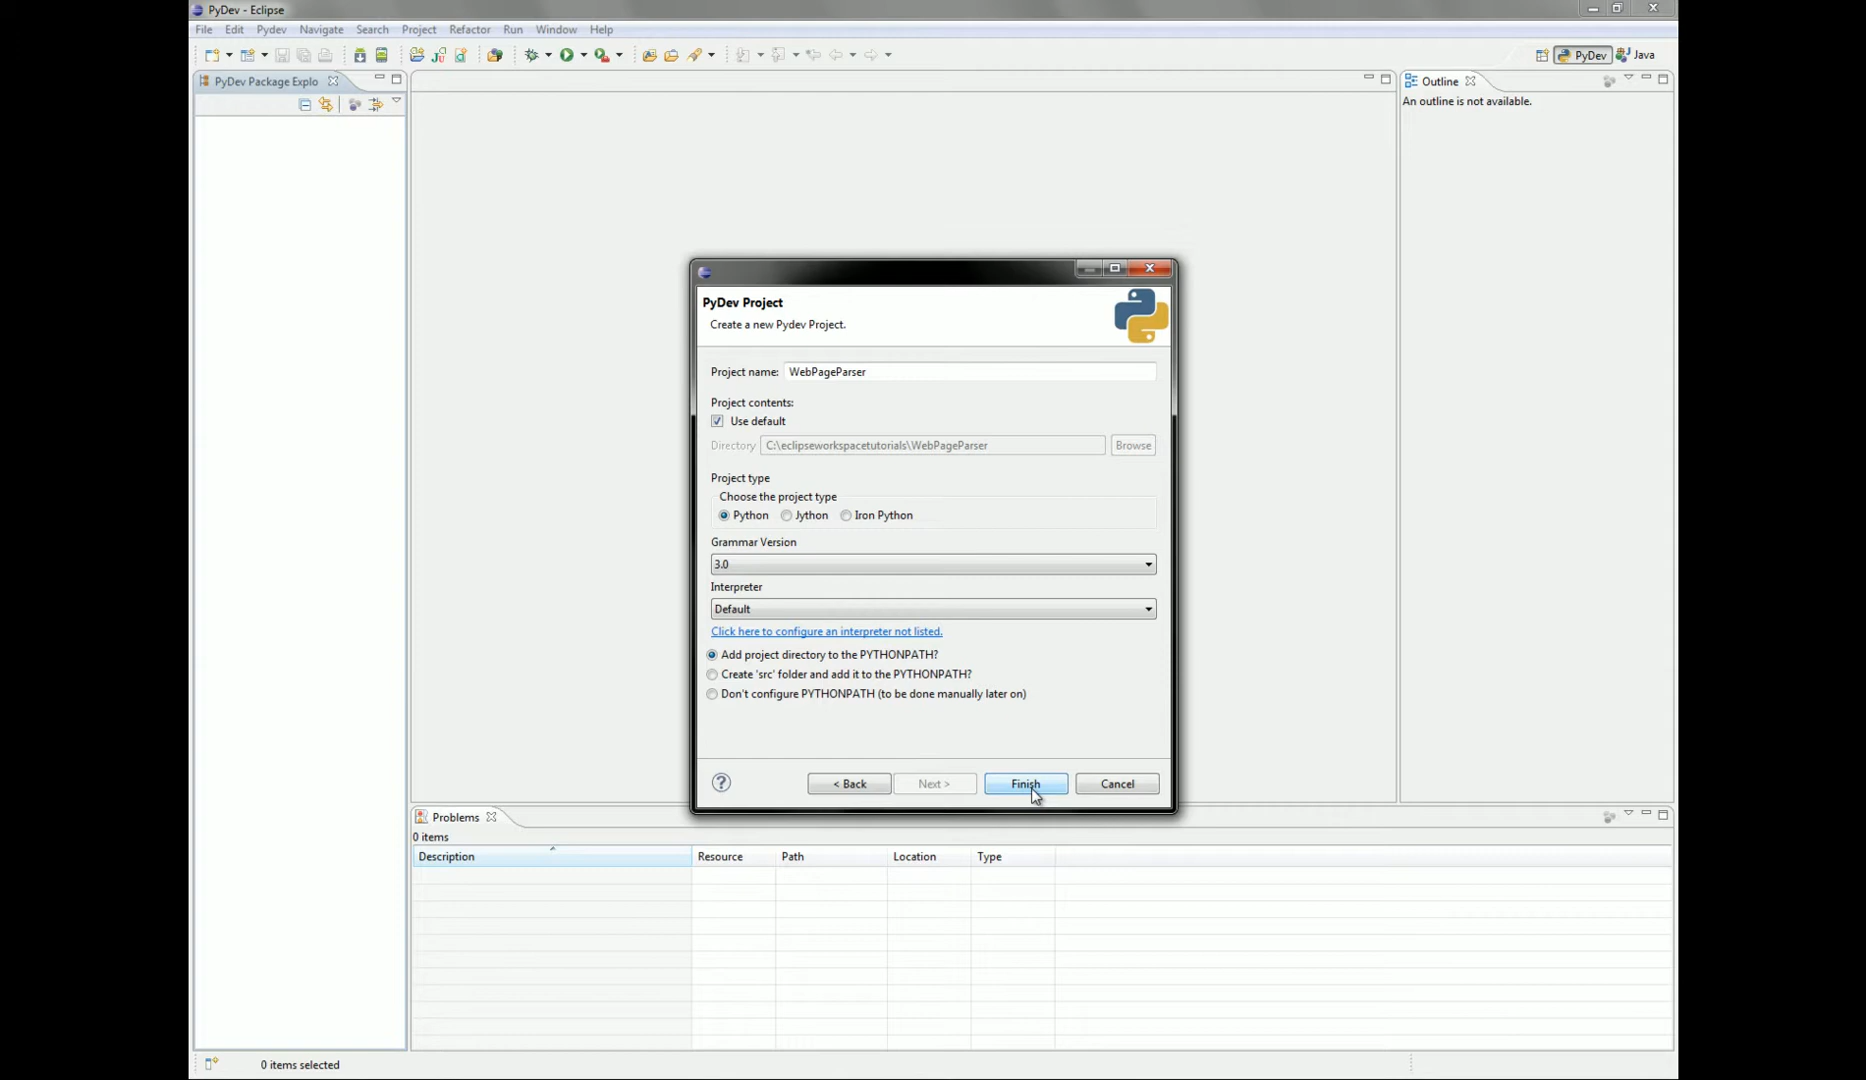 PyDev - Eclipse
File Edit Pydev Navigate Search Project Refactor Run Window Help
PyDev Java
PyDev Package Explo
Outline
An outline is not available.
PyDev Project
Create a new Pydev Project.
Project name: WebPageParser
Project contents:
Use default
Directory C:\eclipseworkspacetutorials\WebPageParser Browse
Project type
Choose the project type
Python Jython Iron Python
Grammar Version
3.0
Interpreter
Default
Click here to configure an interpreter not listed.
Add project directory to the PYTHONPATH?
Create 'src' folder and add it to the PYTHONPATH?
Don't configure PYTHONPATH (to be done manually later on)
? < Back Next > Finish Cancel
Problems
0 items
Description Resource Path Location Type
0 items selected